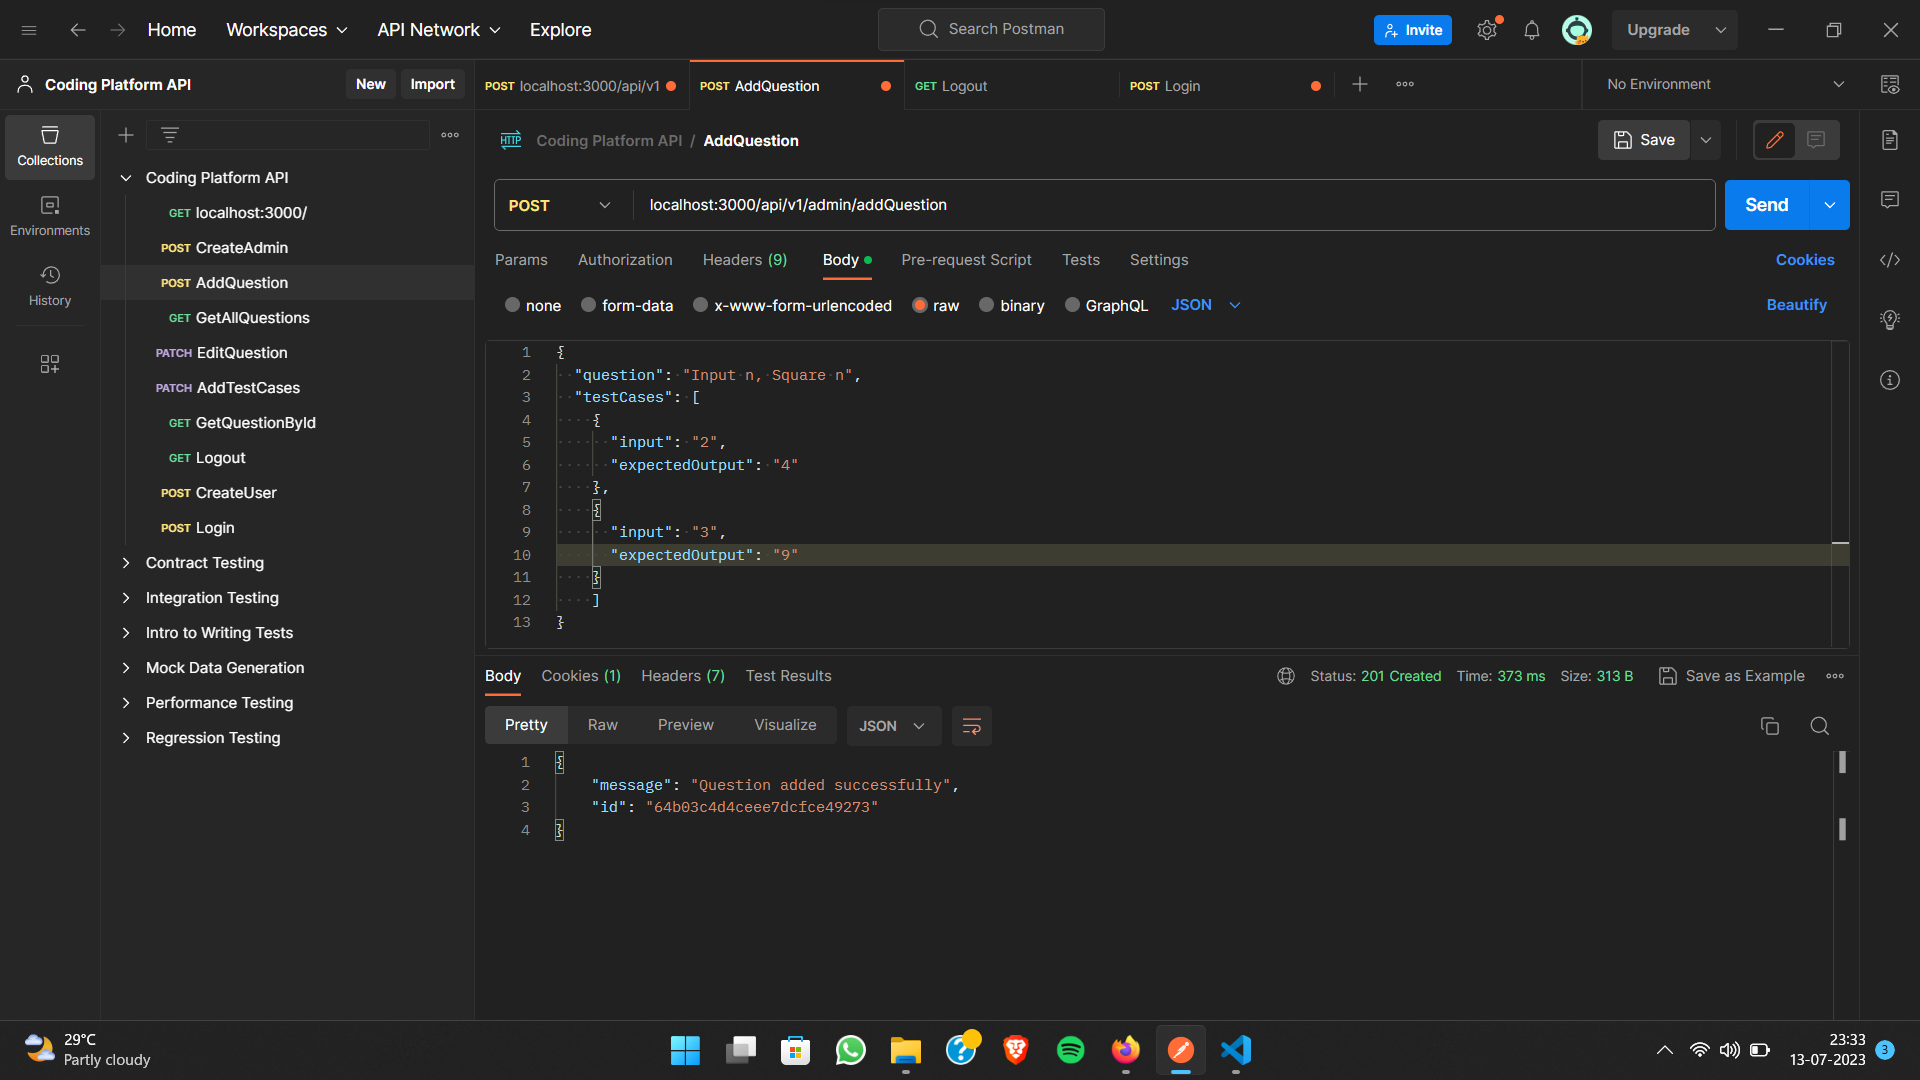 Home Workspaces API Network Explore Search Postman Invite Upgrade
Coding Platform API New Import POST localhost:3000/api/v1 POST AddQuestion GET Logout POST Login No Environment
Collections
Environments
History
Coding Platform API
GET localhost:3000/
POST CreateAdmin
POST AddQuestion
GET GetAllQuestions
PATCH EditQuestion
PATCH AddTestCases
GET GetQuestionById
GET Logout
POST CreateUser
POST Login
Contract Testing
Integration Testing
Intro to Writing Tests
Mock Data Generation
Performance Testing
Regression Testing
HTTP Coding Platform API / AddQuestion Save
POST localhost:3000/api/v1/admin/addQuestion Send
Params Authorization Headers (9) Body Pre-request Script Tests Settings Cookies
none form-data x-www-form-urlencoded raw binary GraphQL JSON Beautify
1 {
2 "question": "Input n, Square n",
3 "testCases": [
4 {
5 "input": "2",
6 "expectedOutput": "4"
7 },
8 {
9 "input": "3",
10 "expectedOutput": "9"
11 }
12 ]
13 }
Body Cookies (1) Headers (7) Test Results Status: 201 Created Time: 373 ms Size: 313 B Save as Example
Pretty Raw Preview Visualize JSON
1 {
2 "message": "Question added successfully",
3 "id": "64b03c4d4ceee7dcfce49273"
4 }
29°C
Partly cloudy
23:33
13-07-2023 3